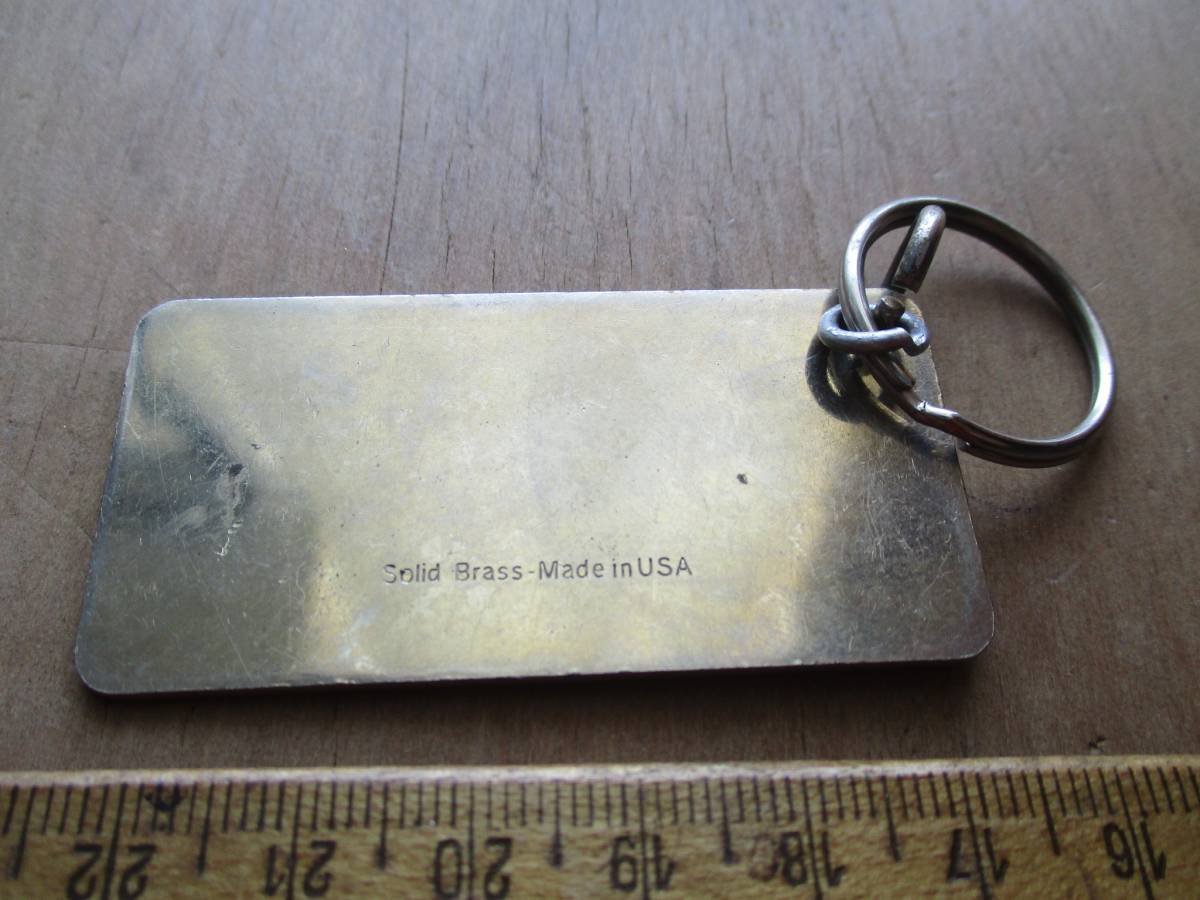 Solid Brass - Made in USA
22 21 20 19 18 17 16